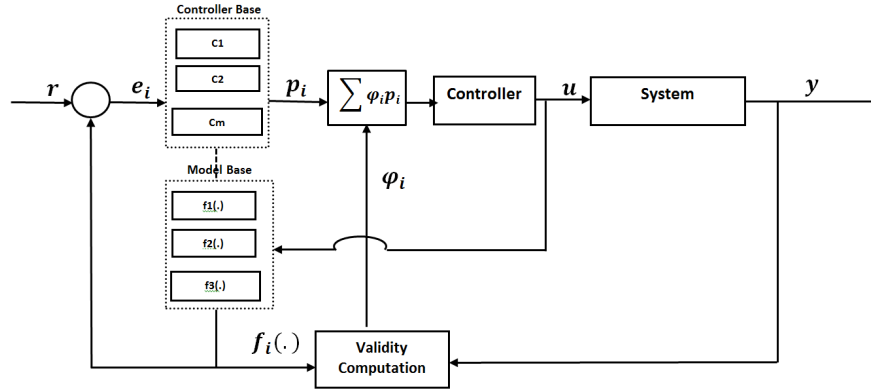 Controller Base
C1
C2
Cm
r
e_i
p_i
∑ φ_i p_i
Controller
u
System
y
Model Base
f1(.)
f2(.)
f3(.)
φ_i
f_i(.)
Validity
Computation